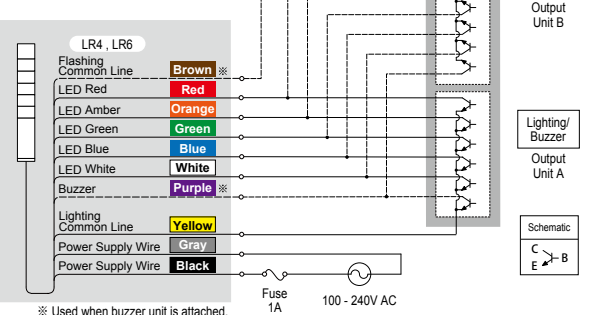 Output
Unit B
LR4 , LR6
Flashing
Common Line
Brown ※
LED Red
Red
LED Amber
Orange
LED Green
Green
LED Blue
Blue
LED White
White
Buzzer
Purple ※
Lighting
Common Line
Yellow
Power Supply Wire
Gray
Power Supply Wire
Black
Fuse
1A
100 - 240V AC
Lighting/
Buzzer
Output
Unit A
Schematic
C
E
B
※ Used when buzzer unit is attached.